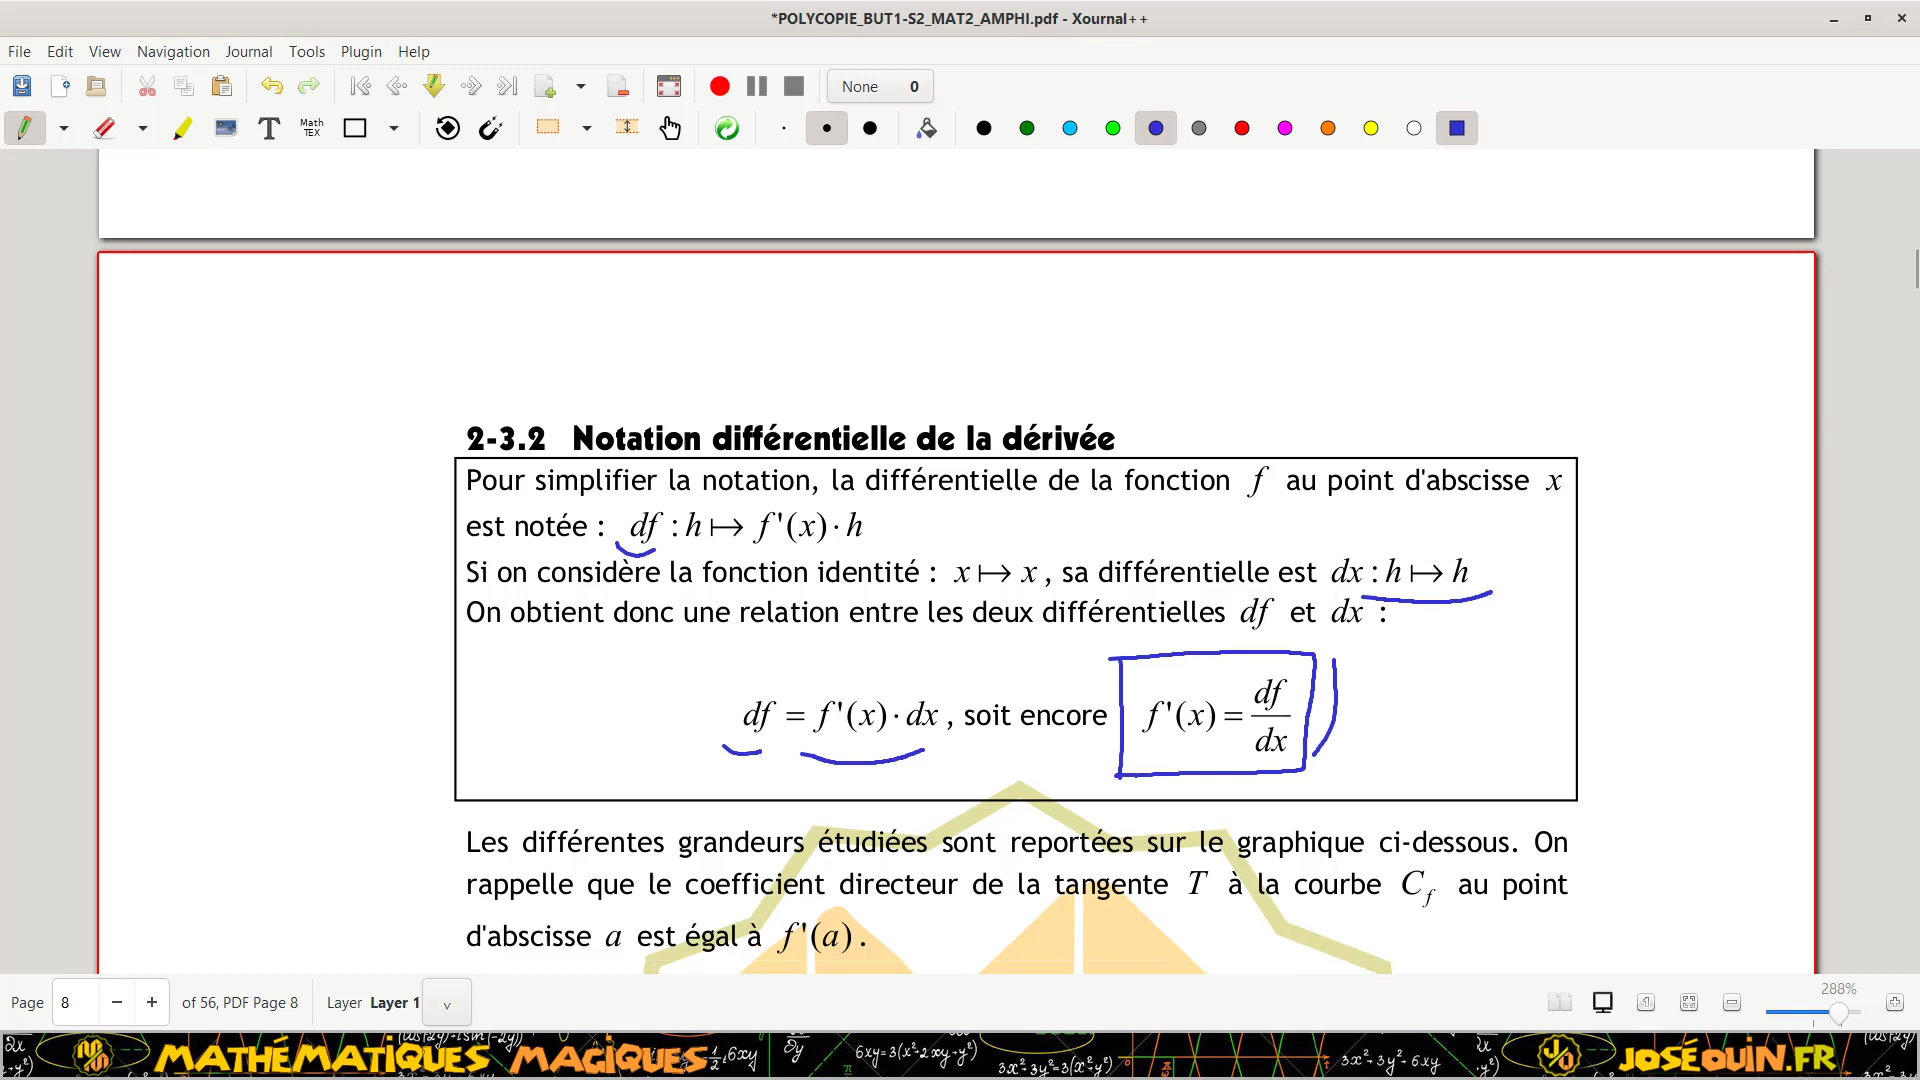 *POLYCOPIE_BUT1-S2_MAT2_AMPHI.pdf - Xournal++
File Edit View Navigation Journal Tools Plugin Help
None 0
Math TEX
2-3.2 Notation différentielle de la dérivée
Pour simplifier la notation, la différentielle de la fonction f au point d'abscisse x
est notée : df : h ↦ f'(x)·h
Si on considère la fonction identité : x ↦ x, sa différentielle est dx : h ↦ h
On obtient donc une relation entre les deux différentielles df et dx :
df = f'(x)·dx, soit encore f'(x) = df/dx
Les différentes grandeurs étudiées sont reportées sur le graphique ci-dessous. On
rappelle que le coefficient directeur de la tangente T à la courbe C_f au point
d'abscisse a est égal à f'(a).
Page 8 of 56, PDF Page 8 Layer Layer 1 288%
MATHÉMATIQUES MAGIQUES JOSÉOUIN.FR